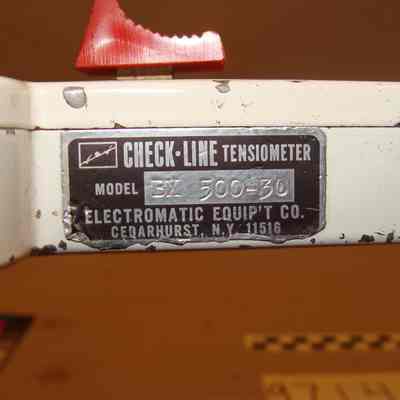 CHECK·LINE TENSIOMETER
MODEL BX 500-30
ELECTROMATIC EQUIP'T CO.
CEDARHURST, N.Y. 11516